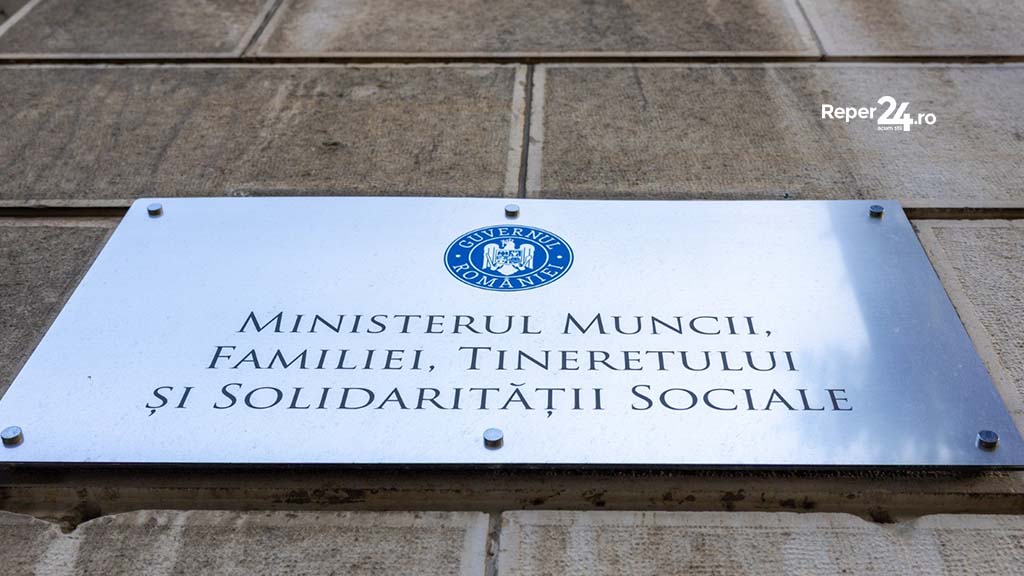 Reper24.ro
acum știi
GUVERNUL ROMÂNIEI
MINISTERUL MUNCII,
FAMILIEI, TINERETULUI
ȘI SOLIDARITĂȚII SOCIALE